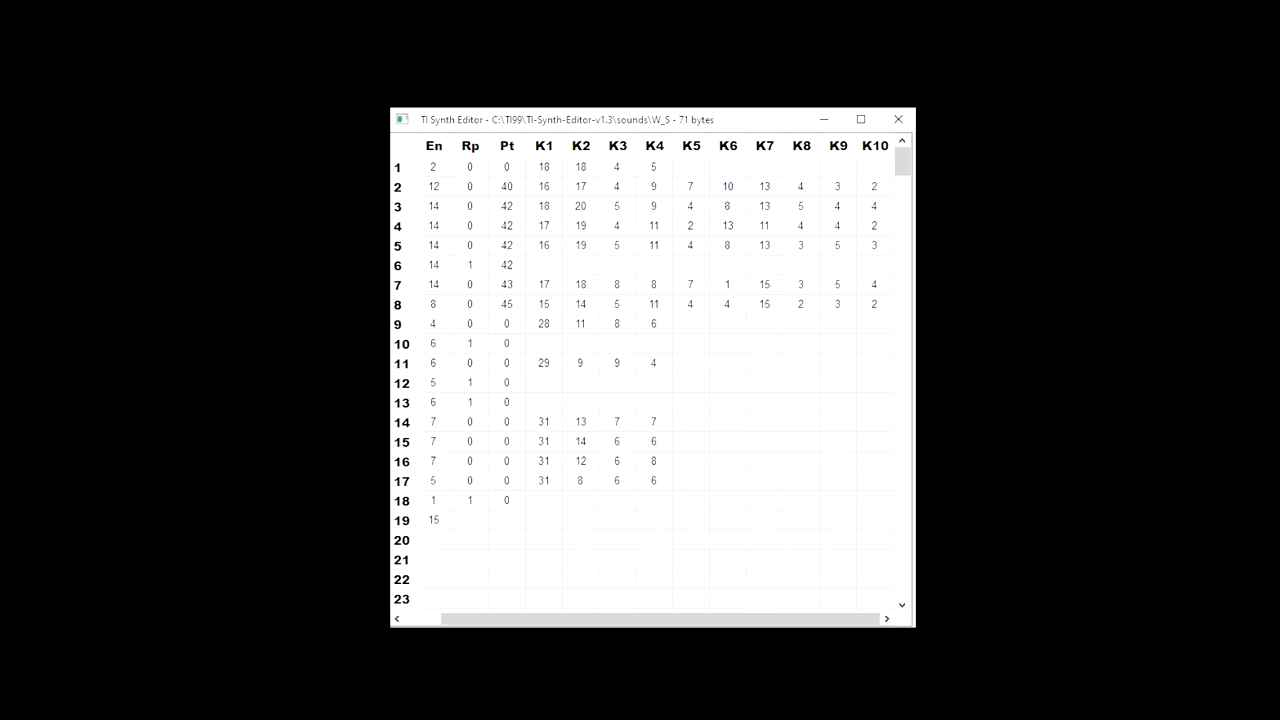 TI Synth Editor - C:\TI99\TI-Synth-Editor-v1.3\sounds\W_S - 71 bytes
En Rp Pt K1 K2 K3 K4 K5 K6 K7 K8 K9 K10
1 2 0 0 18 18 4 5
2 12 0 40 16 17 4 9 7 10 13 4 3 2
3 14 0 42 18 20 5 9 4 8 13 5 4 4
4 14 0 42 17 19 4 11 2 13 11 4 4 2
5 14 0 42 16 19 5 11 4 8 13 3 5 3
6 14 1 42
7 14 0 43 17 18 8 8 7 1 15 3 5 4
8 8 0 45 15 14 5 11 4 4 15 2 3 2
9 4 0 0 28 11 8 6
10 6 1 0
11 6 0 0 29 9 9 4
12 5 1 0
13 6 1 0
14 7 0 0 31 13 7 7
15 7 0 0 31 14 6 6
16 7 0 0 31 12 6 8
17 5 0 0 31 8 6 6
18 1 1 0
19 15
20
21
22
23